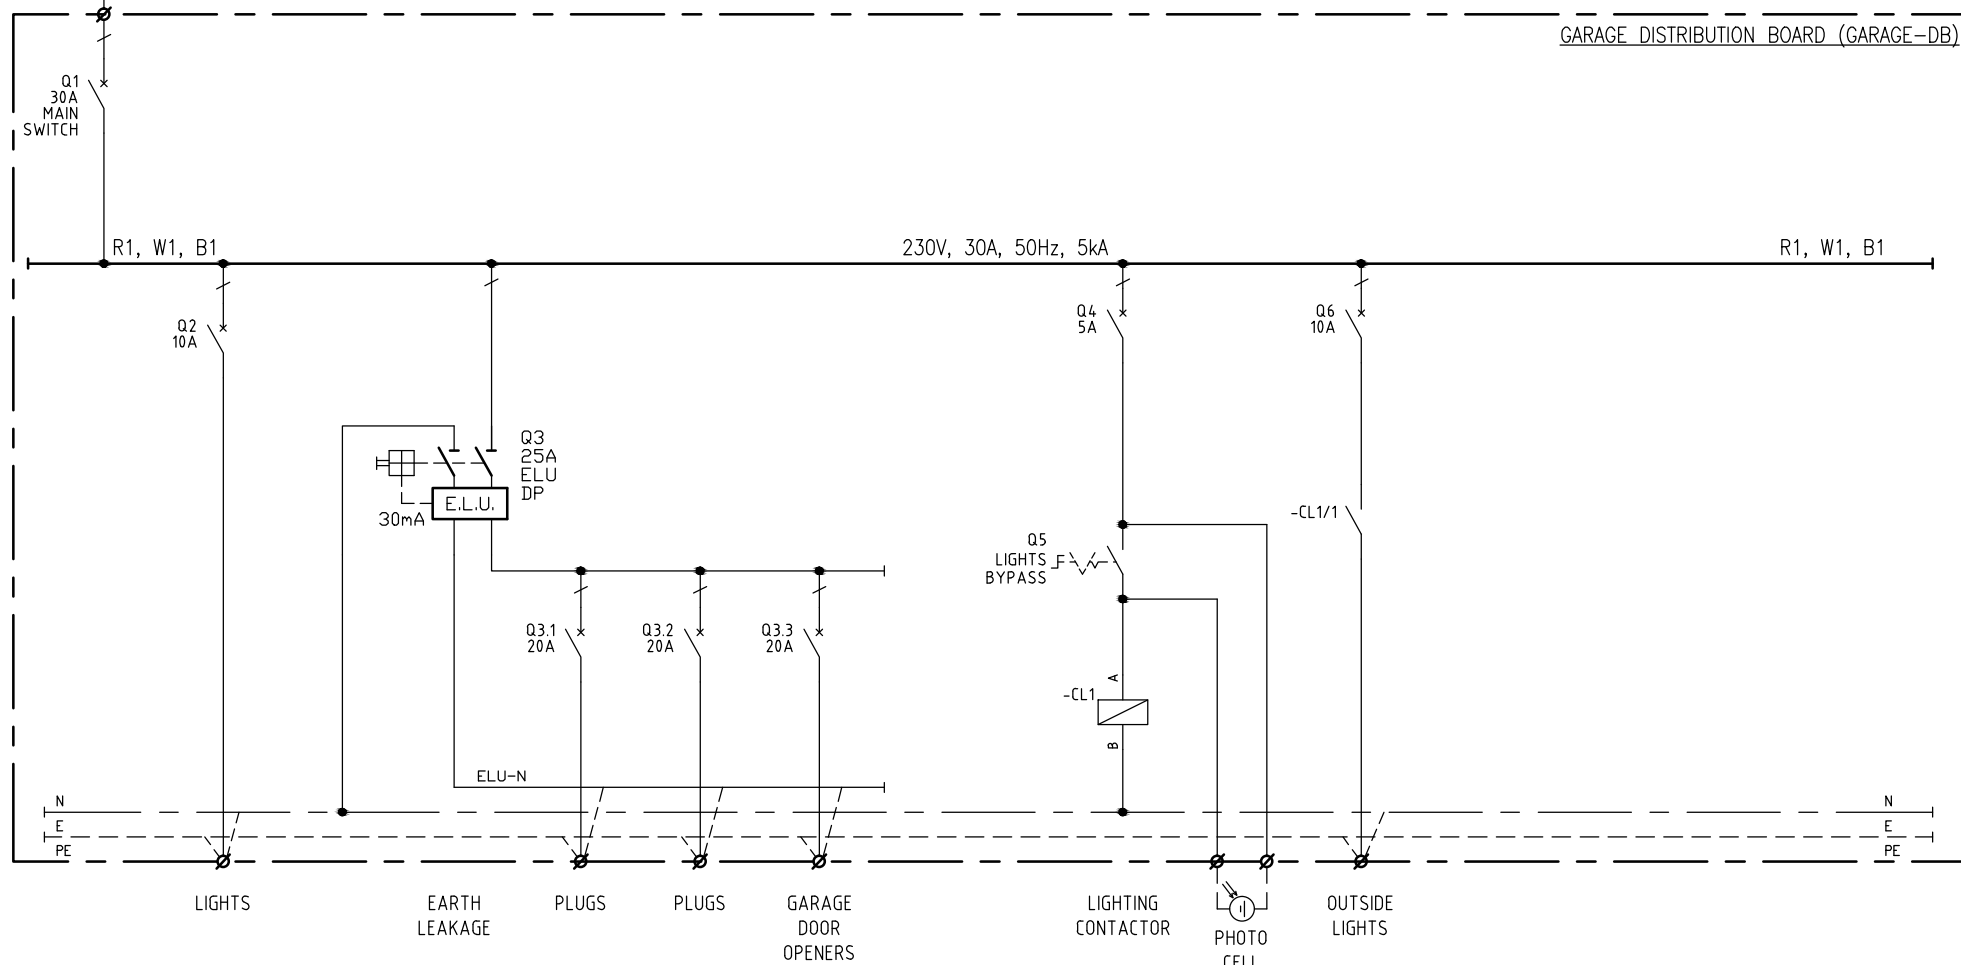 GARAGE DISTRIBUTION BOARD (GARAGE-DB)
Q1
30A
MAIN
SWITCH
R1, W1, B1
230V, 30A, 50Hz, 5kA
R1, W1, B1
Q2
10A
Q4
5A
Q6
10A
Q3
25A
ELU
DP
E.L.U.
30mA
-CL1/1
Q5
LIGHTS
BYPASS
Q3.1
20A
Q3.2
20A
Q3.3
20A
A
-CL1
B
ELU-N
N
E
PE
N
E
PE
LIGHTS
EARTH
LEAKAGE
PLUGS
PLUGS
GARAGE
DOOR
OPENERS
LIGHTING
CONTACTOR
PHOTO
CELL
OUTSIDE
LIGHTS